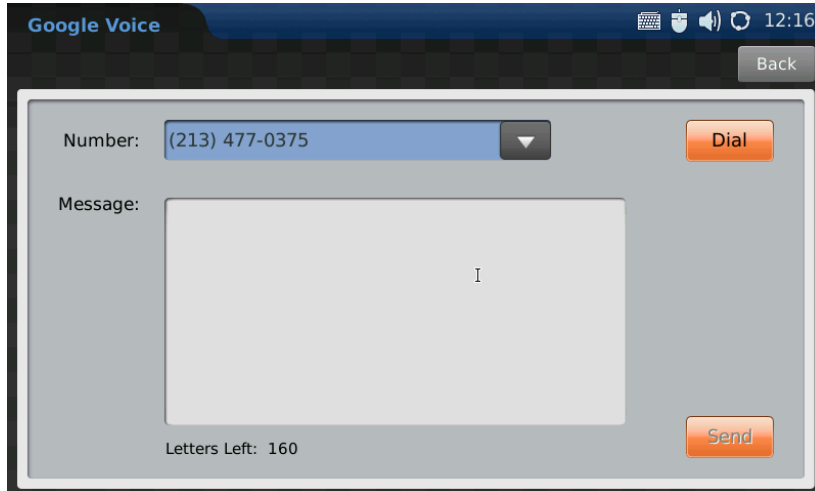 Google Voice
12:16
Back
Number:
(213) 477-0375
Dial
Message:
Letters Left: 160
Send